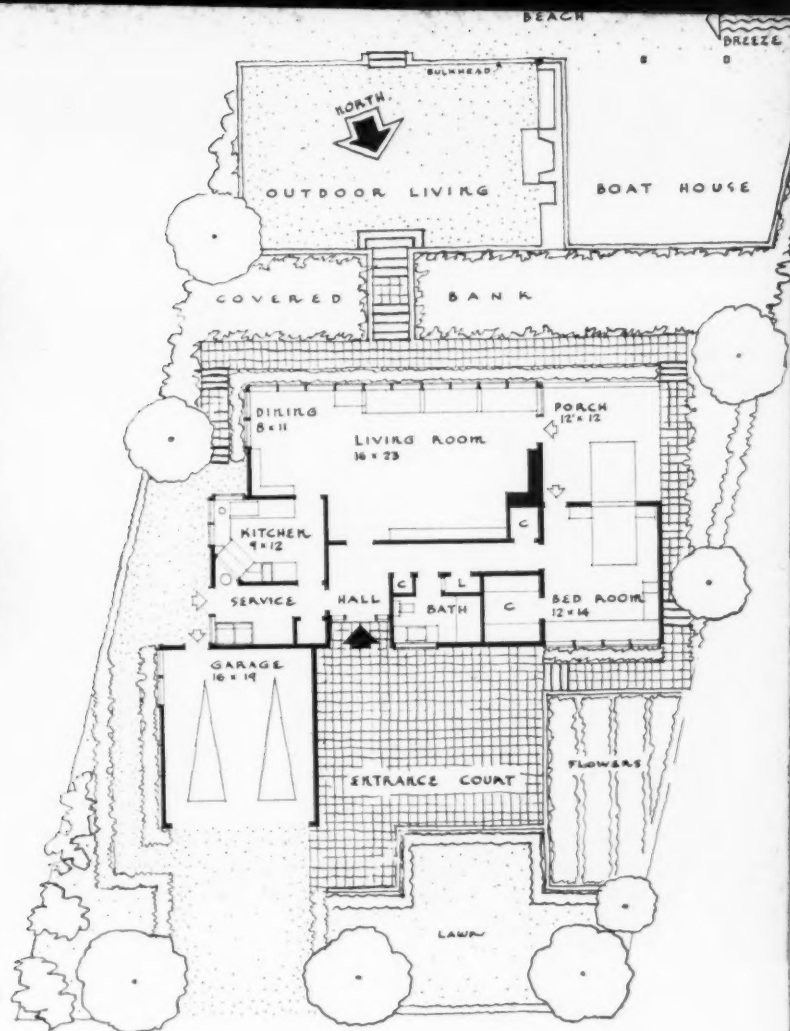 BEACH
BREEZE
BULKHEAD
NORTH
OUTDOOR LIVING
BOAT HOUSE
COVERED BANK
DINING
8 x 11
PORCH
12 x 12
LIVING ROOM
16 x 23
C
KITCHEN
9 x 12
C
L
SERVICE
HALL
BATH
C
BED ROOM
12 x 14
GARAGE
16 x 19
FLOWERS
ENTRANCE COURT
LAWN